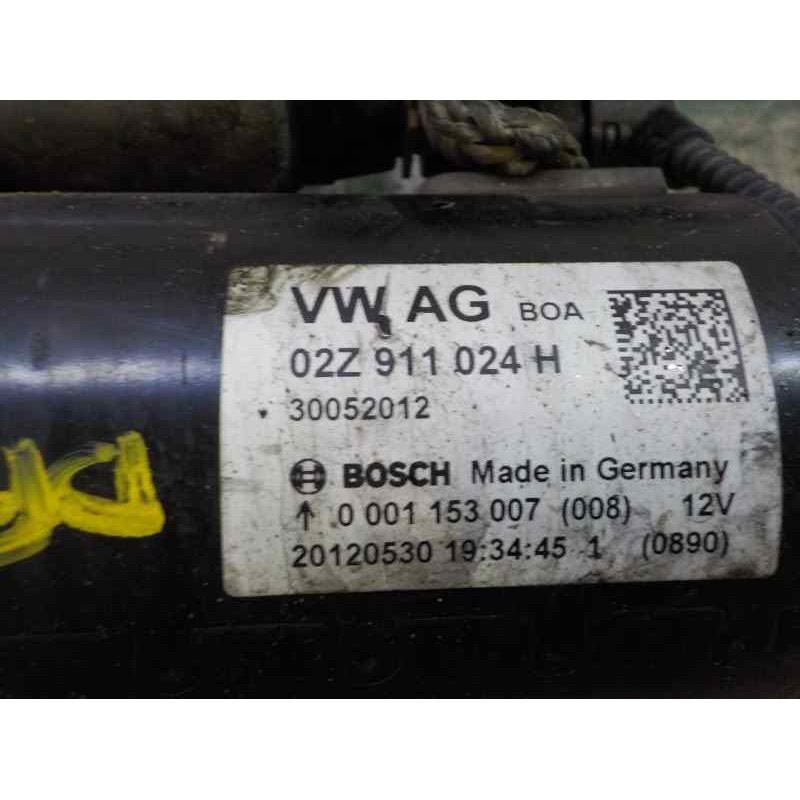 VW AG BOA
02Z 911 024 H
30052012
BOSCH Made in Germany
↑ 0 001 153 007 (008) 12V
20120530 19:34:45 1 (0890)